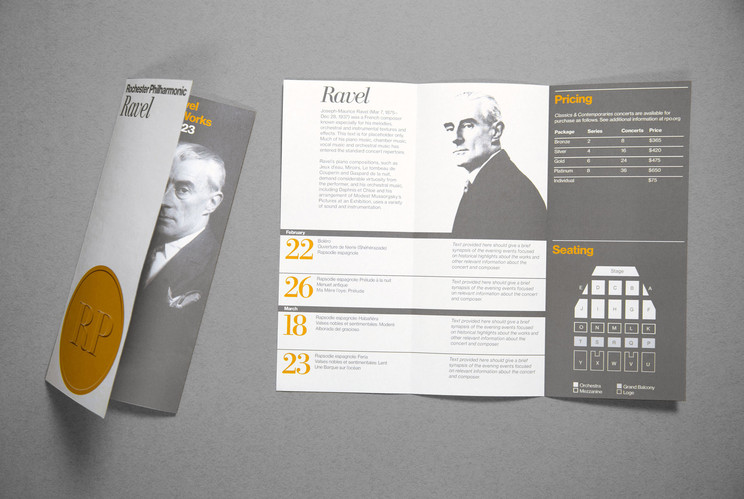 Rochester Philharmonic
Ravel
vel
Works
23
RP
Ravel
Joseph-Maurice Ravel (Mar 7, 1875–
Dec 28, 1937) was a French composer
known especially for his melodies,
orchestral and instrumental textures and
effects. This text is for placeholder only.
Much of his piano music, chamber music,
vocal music and orchestral music has
entered the standard concert repertoire.
Ravel's piano compositions, such as
Jeux d'eau, Miroirs, Le tombeau de
Couperin and Gaspard de la nuit,
demand considerable virtuosity from
the performer, and his orchestral music,
including Daphnis et Chloé and his
arrangement of Modest Mussorgsky's
Pictures at an Exhibition, uses a variety
of sound and instrumentation.
February
22
Boléro
Ouverture de féerie (Shéhérazade)
Rapsodie espagnole
Text provided here should give a brief
synopsis of the evening events focused
on historical highlights about the works and
other relevant information about the
concert and composer.
26
Rapsodie espagnole Prélude à la nuit
Menuet antique
Ma Mère l'oye: Prélude
Text provided here should give a brief
synopsis of the evening events focused
on relevant information about the concert
and composer.
March
18
Rapsodie espagnole Habañera
Valses nobles et sentimentales: Modéré
Alborada del gracioso
Text provided here should give a brief
synopsis of the evening events focused
on historical highlights about the works and
other relevant information about the
concert and composer.
23
Rapsodie espagnole Feria
Valses nobles et sentimentales: Lent
Une Barque sur l'océan
Text provided here should give a brief
synopsis of the evening events focused
on relevant information about the concert
and composer.
Pricing
Classics & Contemporaries concerts are available for
purchase as follows. See additional information at rpo.org
Package Series Concerts Price
Bronze 2 8 $365
Silver 4 16 $420
Gold 6 24 $475
Platinum 8 36 $650
Individual $75
Seating
Stage
E D C B A
J I H G F
O N M L K
T S R Q P
Y X W V U
Orchestra
Mezzanine
Grand Balcony
Loge